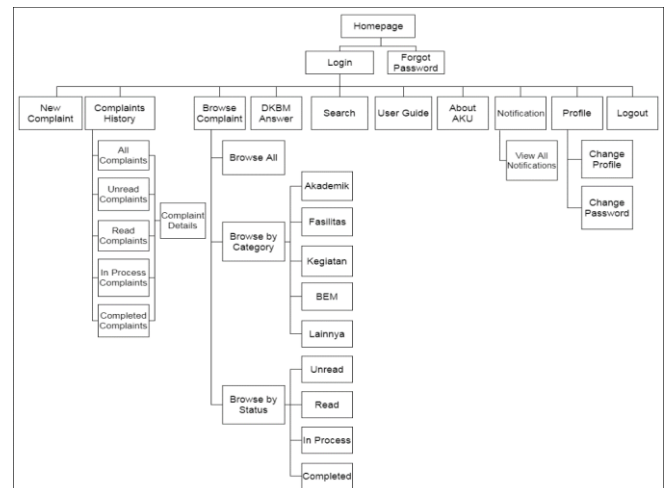 Homepage
Login
Forgot
Password
New
Complaint
Complaints
History
Browse
Complaint
DKBM
Answer
Search
User Guide
About
AKU
Notification
Profile
Logout
All
Complaints
Unread
Complaints
Read
Complaints
In Process
Complaints
Completed
Complaints
Complaint
Details
Browse All
Browse by
Category
Akademik
Fasilitas
Kegiatan
BEM
Lainnya
Browse by
Status
Unread
Read
In Process
Completed
View All
Notifications
Change
Profile
Change
Password